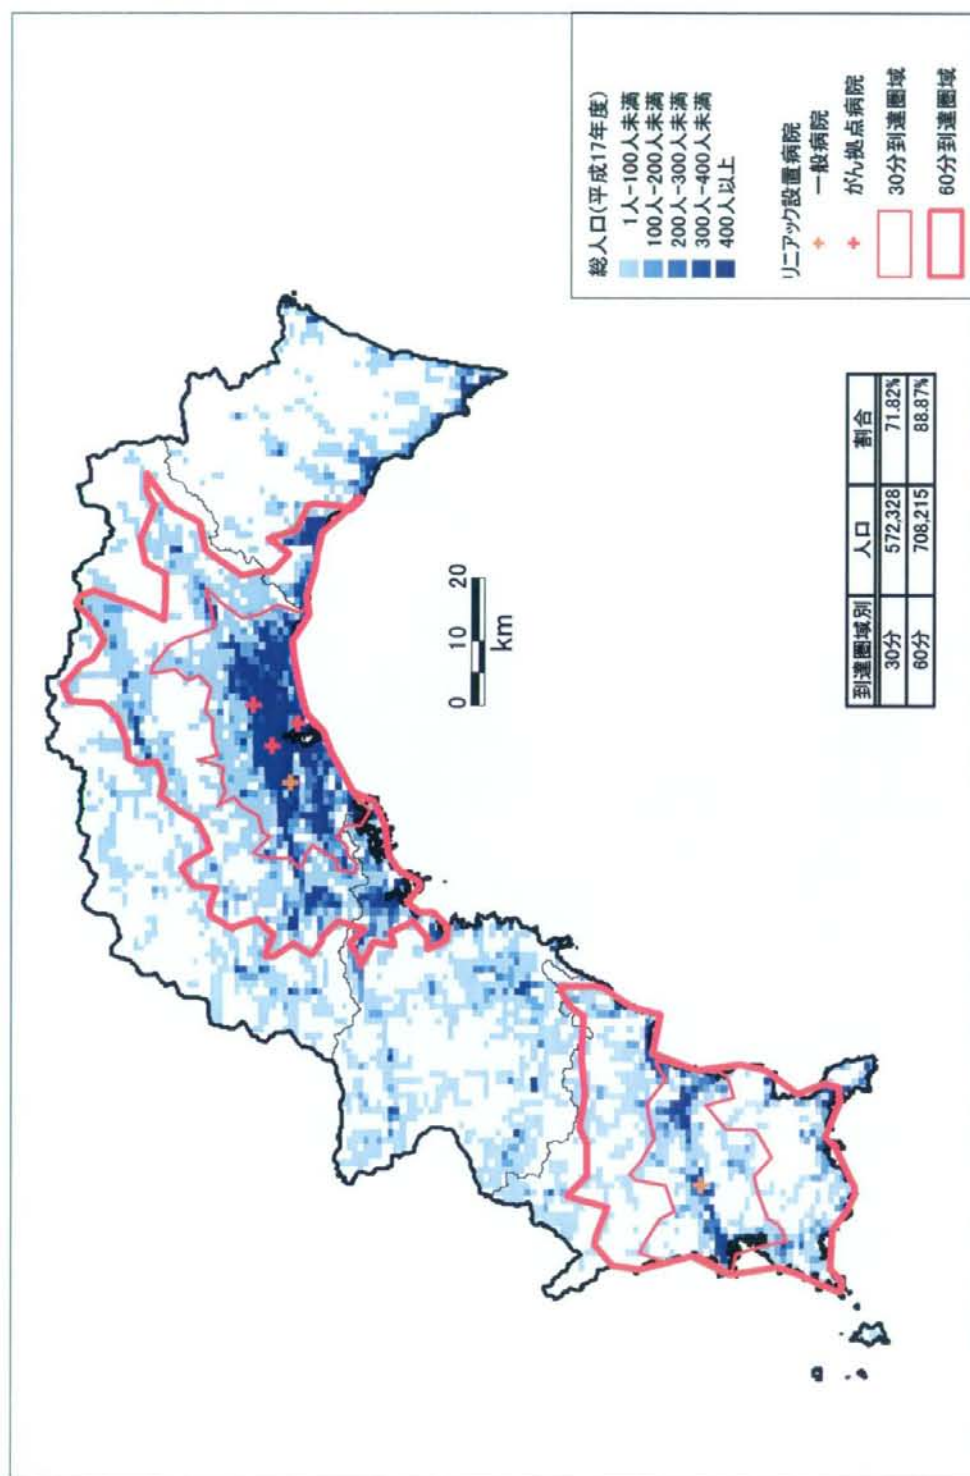 総人口(平成17年度)
1人-100人未満
100人-200人未満
200人-300人未満
300人-400人未満
400人以上
リニアック設置病院
一般病院
がん拠点病院
30分到達圏域
60分到達圏域
0 10 20
km
到達圏域別 人口 割合
30分 572,328 71.82%
60分 708,215 88.87%